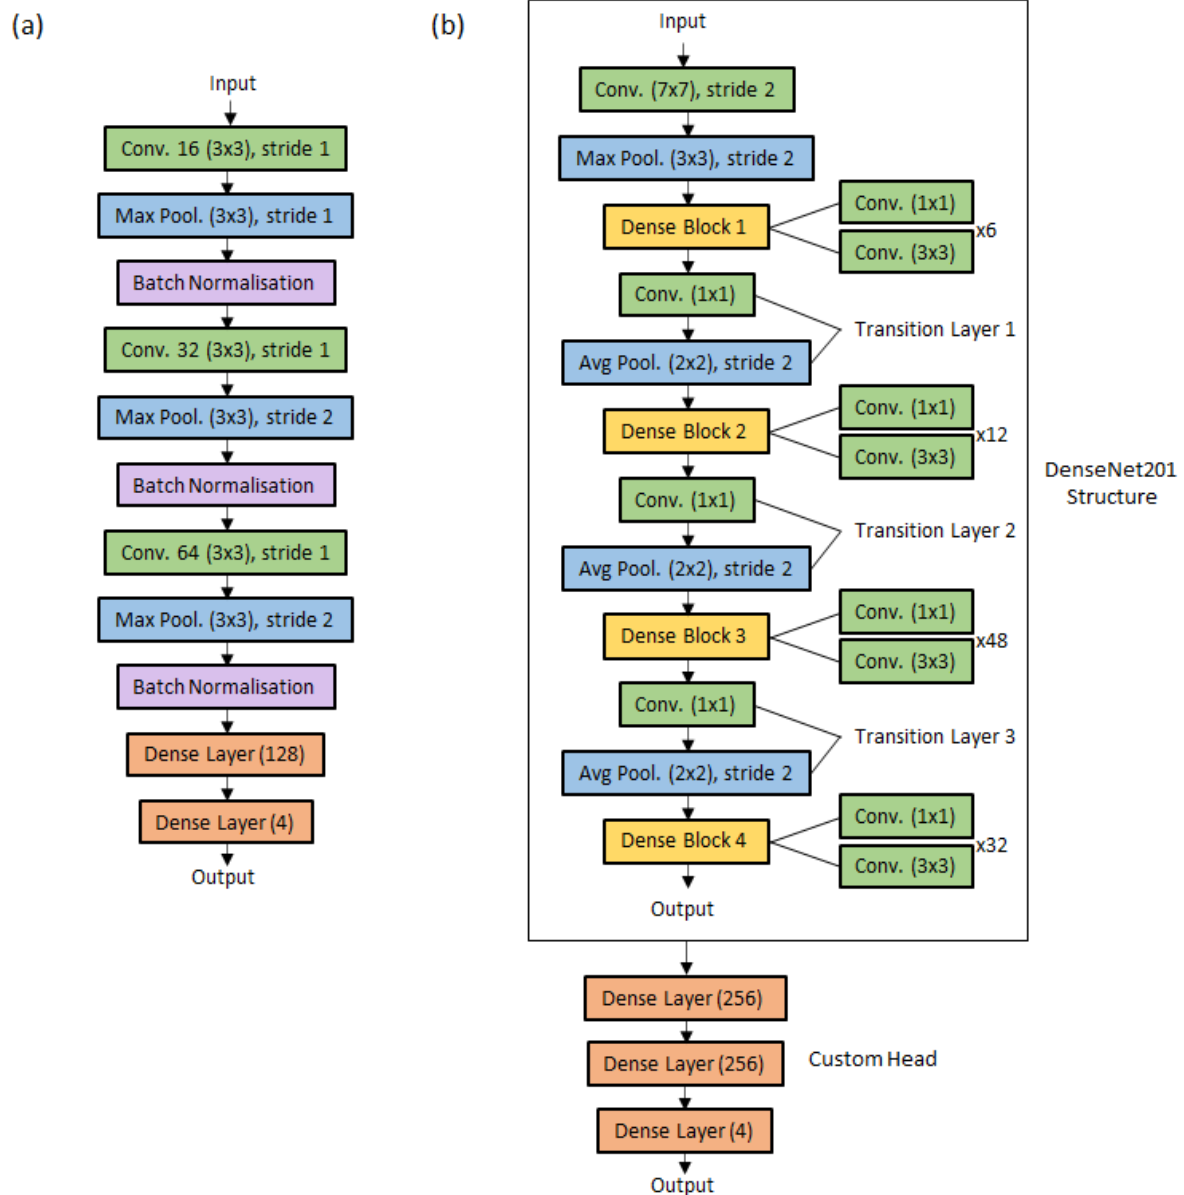 (a)
Input
Conv. 16 (3x3), stride 1
Max Pool. (3x3), stride 1
Batch Normalisation
Conv. 32 (3x3), stride 1
Max Pool. (3x3), stride 2
Batch Normalisation
Conv. 64 (3x3), stride 1
Max Pool. (3x3), stride 2
Batch Normalisation
Dense Layer (128)
Dense Layer (4)
Output
(b)
Input
Conv. (7x7), stride 2
Max Pool. (3x3), stride 2
Dense Block 1
Conv. (1x1)
Conv. (3x3)
x6
Conv. (1x1)
Avg Pool. (2x2), stride 2
Transition Layer 1
Dense Block 2
Conv. (1x1)
Conv. (3x3)
x12
Conv. (1x1)
Avg Pool. (2x2), stride 2
Transition Layer 2
Dense Block 3
Conv. (1x1)
Conv. (3x3)
x48
Conv. (1x1)
Avg Pool. (2x2), stride 2
Transition Layer 3
Dense Block 4
Conv. (1x1)
Conv. (3x3)
x32
Output
DenseNet201
Structure
Dense Layer (256)
Dense Layer (256)
Dense Layer (4)
Custom Head
Output